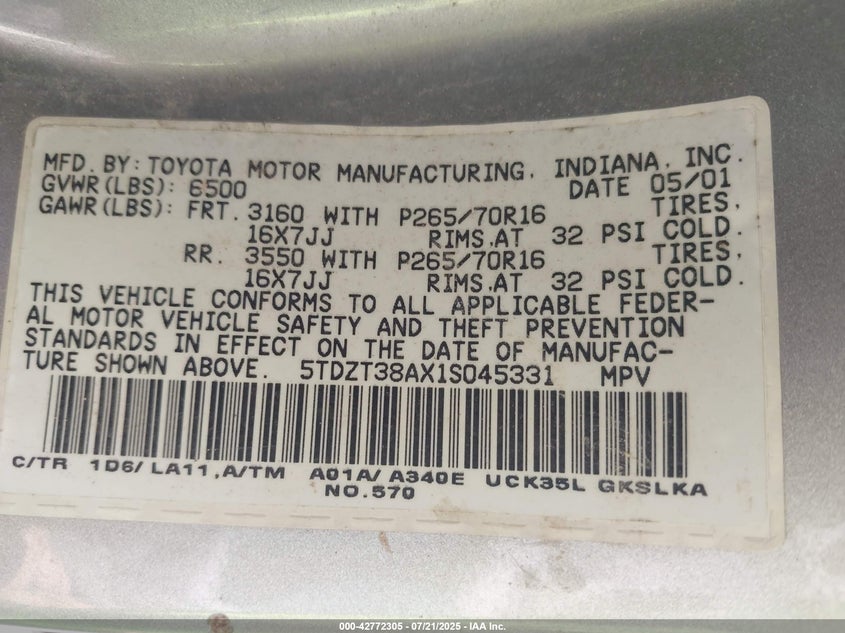 MFD. BY: TOYOTA MOTOR MANUFACTURING, INDIANA, INC.
GVWR(LBS): 6500 DATE 05/01
GAWR(LBS): FRT. 3160 WITH P265/70R16 TIRES,
16X7JJ RIMS.AT 32 PSI COLD.
RR. 3550 WITH P265/70R16 TIRES,
16X7JJ RIMS.AT 32 PSI COLD.
THIS VEHICLE CONFORMS TO ALL APPLICABLE FEDER-
AL MOTOR VEHICLE SAFETY AND THEFT PREVENTION
STANDARDS IN EFFECT ON THE DATE OF MANUFAC-
TURE SHOWN ABOVE. 5TDZT38AX1S045331 MPV
C/TR 1D6/ LA11,A/TM A01A/ A340E UCK35L GKSLKA
NO.570
000-42772305 - 07/21/2025 - IAA Inc.